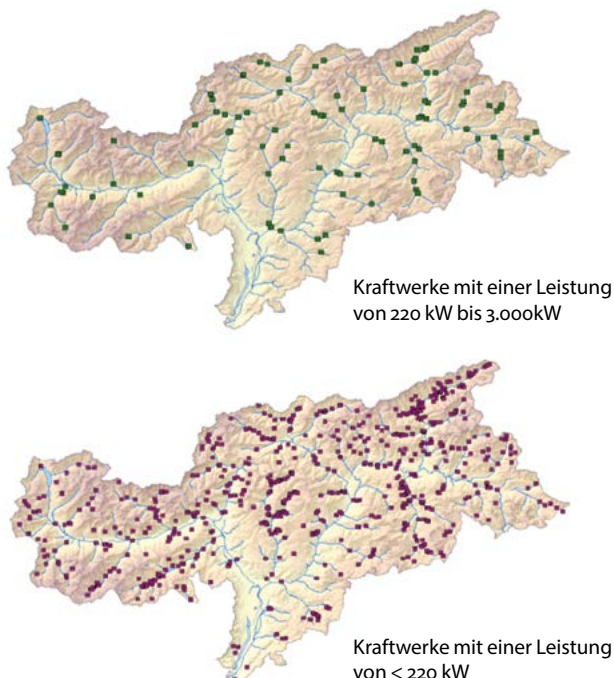 Kraftwerke mit einer Leistung
von 220 kW bis 3.000kW
Kraftwerke mit einer Leistung
von < 220 kW